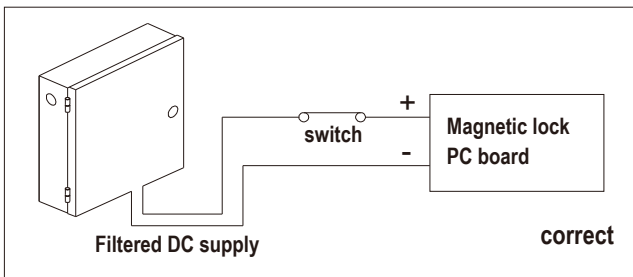 +
switch
-
Magnetic lock
PC board
Filtered DC supply
correct